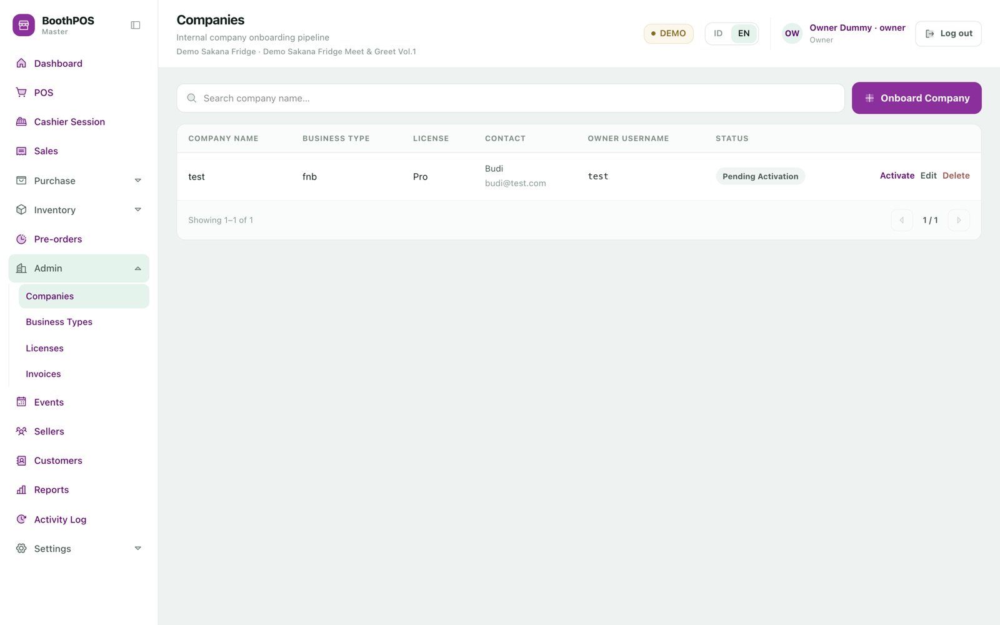 BoothPOS
Master
Dashboard
POS
Cashier Session
Sales
Purchase
Inventory
Pre-orders
Admin
Companies
Business Types
Licenses
Invoices
Events
Sellers
Customers
Reports
Activity Log
Settings
Companies
Internal company onboarding pipeline
Demo Sakana Fridge · Demo Sakana Fridge Meet & Greet Vol.1
DEMO
ID EN
OW
Owner Dummy · owner
Owner
Log out
Search company name...
Onboard Company
COMPANY NAME BUSINESS TYPE LICENSE CONTACT OWNER USERNAME STATUS
test fnb Pro Budi test Pending Activation Activate Edit Delete
budi@test.com
Showing 1–1 of 1
1 / 1